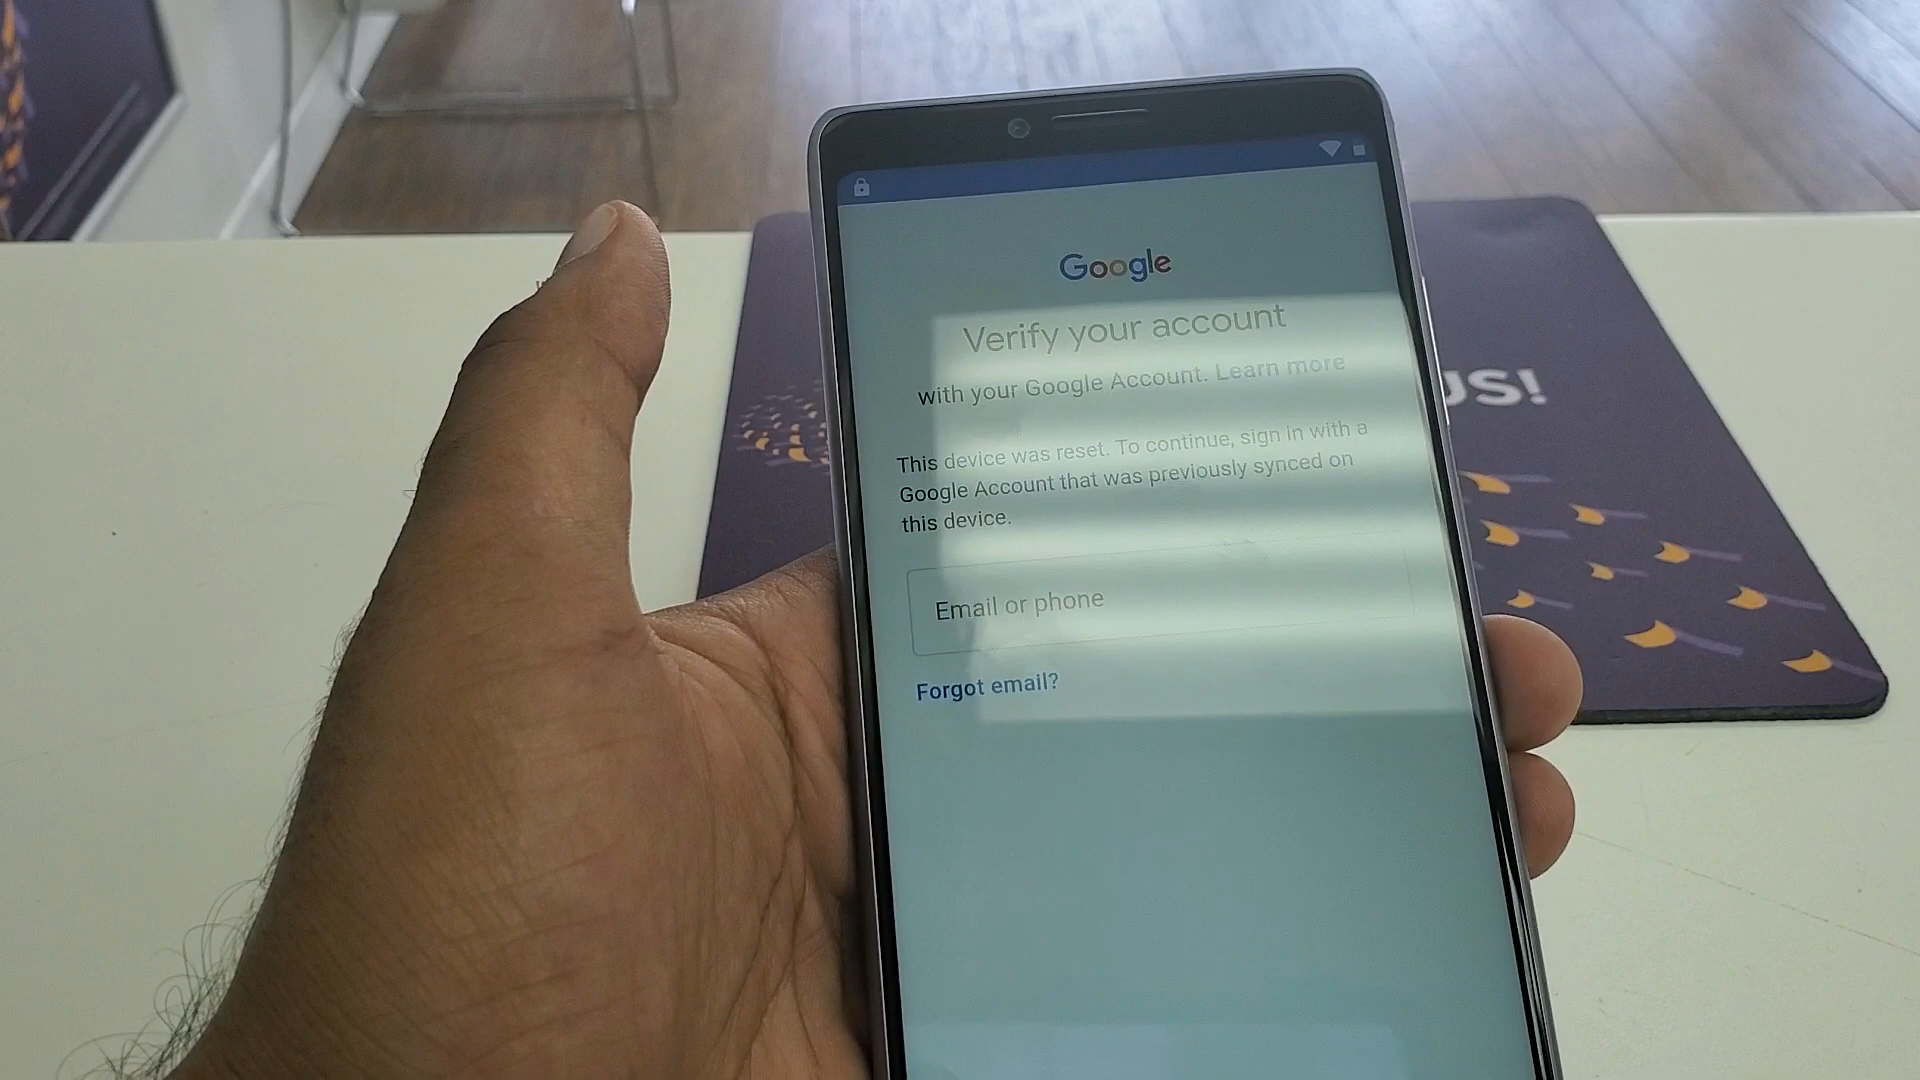 Google
Verify your account
with your Google Account. Learn more
This device was reset. To continue, sign in with a
Google Account that was previously synced on
this device.
Email or phone
Forgot email?
US!